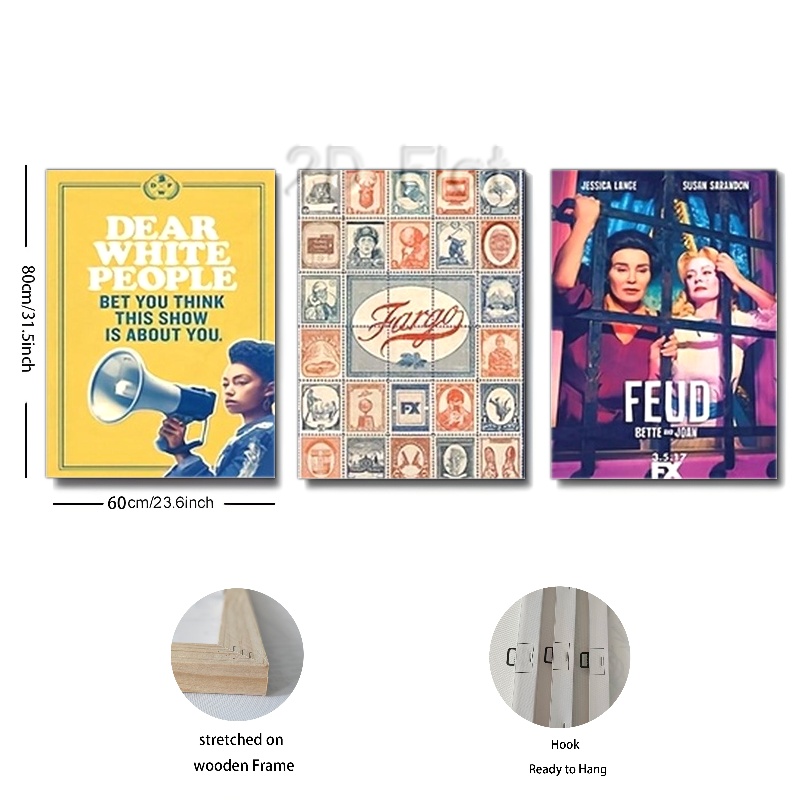 2D Flat
DEAR
WHITE
PEOPLE
BET YOU THINK
THIS SHOW
IS ABOUT YOU.
Fargo
FX
JESSICA LANGE
SUSAN SARANDON
FEUD
BETTE AND JOAN
3.5.17
FX
80cm/31.5inch
60cm/23.6inch
stretched on
wooden Frame
Hook
Ready to Hang